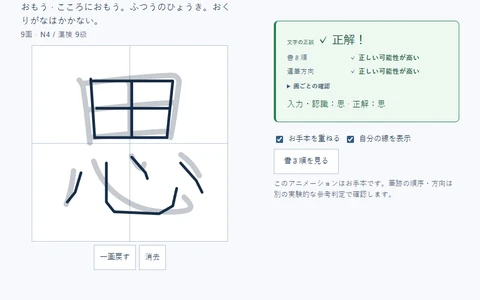 おもう・こころにおもう。ふつうのひょうき。おく
りがなはかかない。
9画・N4 / 漢検 9級
思
一画戻す
消去
文字の正誤 ✓ 正解！
書き順 ✓ 正しい可能性が高い
運筆方向 ✓ 正しい可能性が高い
▶ 画ごとの確認
入力・認識：思・正解：思
お手本を重ねる 自分の線を表示
書き順を見る
このアニメーションはお手本です。筆跡の順序・方向は
別の実験的な参考判定で確認します。